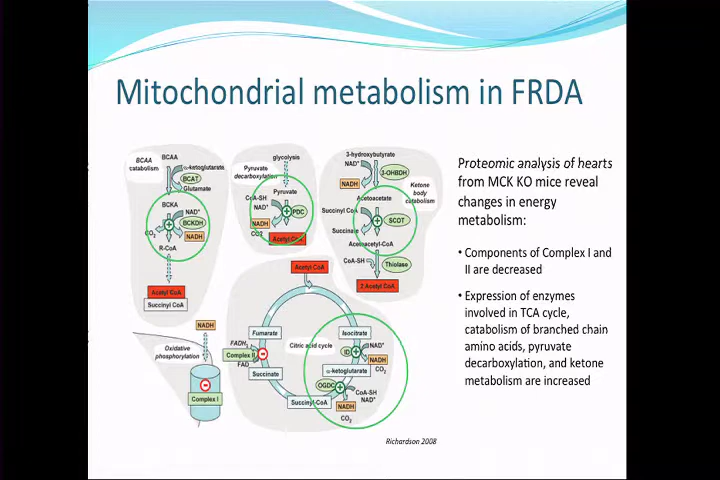 Mitochondrial metabolism in FRDA
BCAA
catabolism
BCAA
α-ketoglutarate
BCAT
Glutamate
BCKA
NAD+
BCKDH
CO2
NADH
R-CoA
Acetyl CoA
Succinyl CoA
glycolysis
Pyruvate
decarboxylation
Pyruvate
CoA-SH
NAD+
PDC
NADH
CO2
Acetyl CoA
3-hydroxybutyrate
NAD+
3-OHBDH
NADH
Ketone
body
catabolism
Acetoacetate
Succinyl CoA
SCOT
Succinate
Acetoacetyl-CoA
CoA-SH
Thiolase
2 Acetyl CoA
Acetyl CoA
NADH
Oxidative
phosphorylation
Complex I
Fumarate
Isocitrate
FADH2
Citric acid cycle
NAD+
Complex II
ID
NADH
FAD
CO2
Succinate
α-ketoglutarate
OGDC
CoA-SH
NAD+
Succinyl-CoA
NADH
CO2
Proteomic analysis of hearts
from MCK KO mice reveal
changes in energy
metabolism:
• Components of Complex I and
II are decreased
• Expression of enzymes
involved in TCA cycle,
catabolism of branched chain
amino acids, pyruvate
decarboxylation, and ketone
metabolism are increased
Richardson 2008